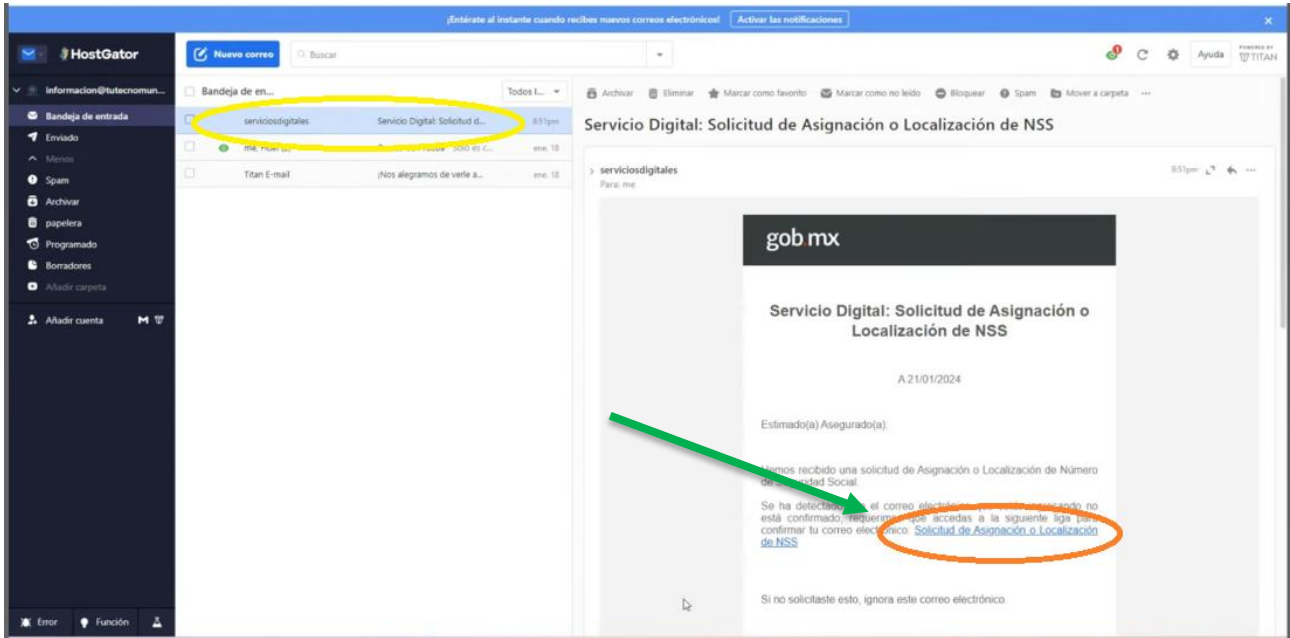 ¡Entérate al instante cuando recibes nuevos correos electrónicos! Activar las notificaciones
HostGator
Nuevo correo
Buscar
Ayuda
POWERED BY
TITAN
informacion@tutecnomun...
Bandeja de entrada
Enviado
Menos
Spam
Archivar
papelera
Programado
Borradores
Añadir carpeta
Añadir cuenta
Error
Función
Bandeja de en...
Todos l...
serviciosdigitales Servicio Digital: Solicitud d... 8:51pm
me, ene. 18
Titan E-mail ¡Nos alegramos de verle a... ene. 18
Archivar Eliminar Marcar como favorito Marcar como no leído Bloquear Spam Mover a carpeta ...
Servicio Digital: Solicitud de Asignación o Localización de NSS
serviciosdigitales 8:51pm
Para: me
gob.mx
Servicio Digital: Solicitud de Asignación o
Localización de NSS
A 21/01/2024
Estimado(a) Asegurado(a):
Hemos recibido una solicitud de Asignación o Localización de Número
de Seguridad Social.
Se ha detectado el correo electrónico no
está confirmado, requerimos que accedas a la siguiente liga para
confirmar tu correo electrónico: Solicitud de Asignación o Localización
de NSS
Si no solicitaste esto, ignora este correo electrónico.